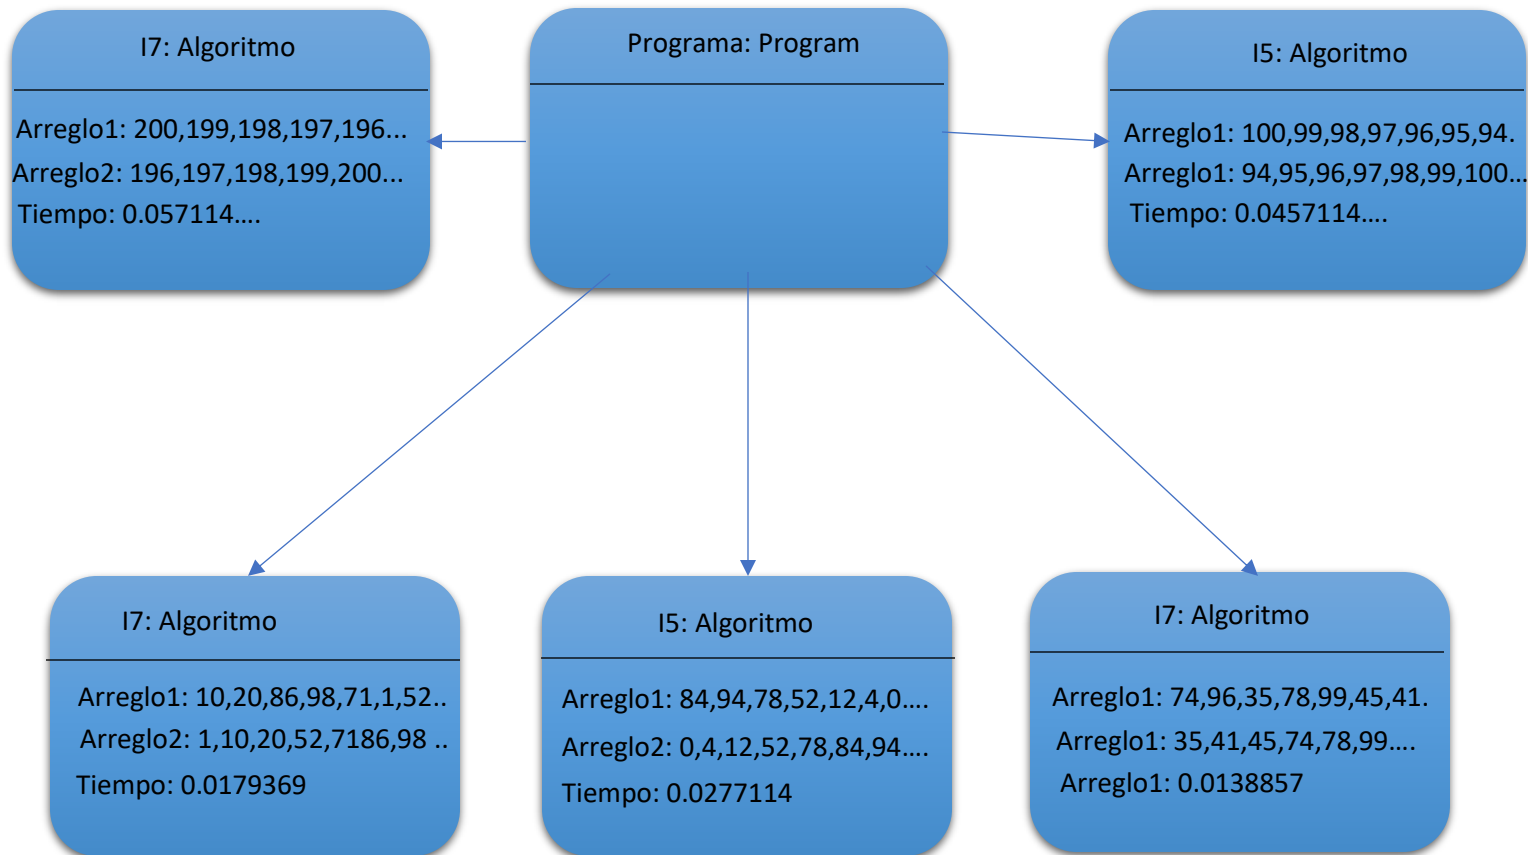 I7: Algoritmo
Arreglo1: 200,199,198,197,196...
Arreglo2: 196,197,198,199,200...
Tiempo: 0.057114....
Programa: Program
I5: Algoritmo
Arreglo1: 100,99,98,97,96,95,94.
Arreglo1: 94,95,96,97,98,99,100...
Tiempo: 0.0457114....
I7: Algoritmo
Arreglo1: 10,20,86,98,71,1,52..
Arreglo2: 1,10,20,52,7186,98 ..
Tiempo: 0.0179369
I5: Algoritmo
Arreglo1: 84,94,78,52,12,4,0....
Arreglo2: 0,4,12,52,78,84,94....
Tiempo: 0.0277114
I7: Algoritmo
Arreglo1: 74,96,35,78,99,45,41.
Arreglo1: 35,41,45,74,78,99....
Arreglo1: 0.0138857